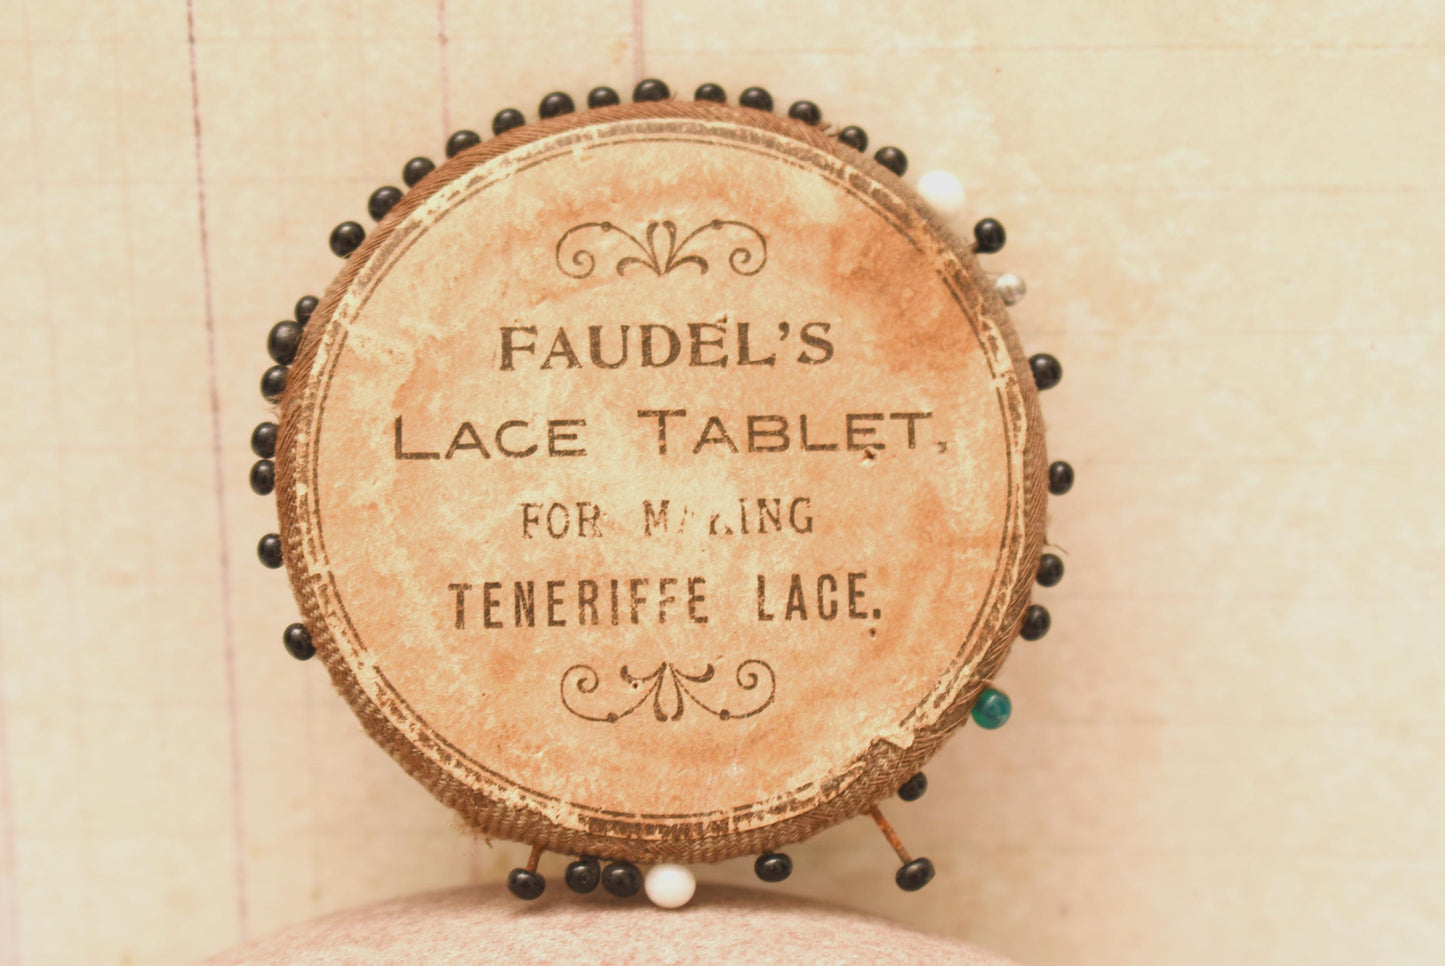 FAUDEL'S
LACE TABLET,
FOR MAKING
TENERIFFE LACE.